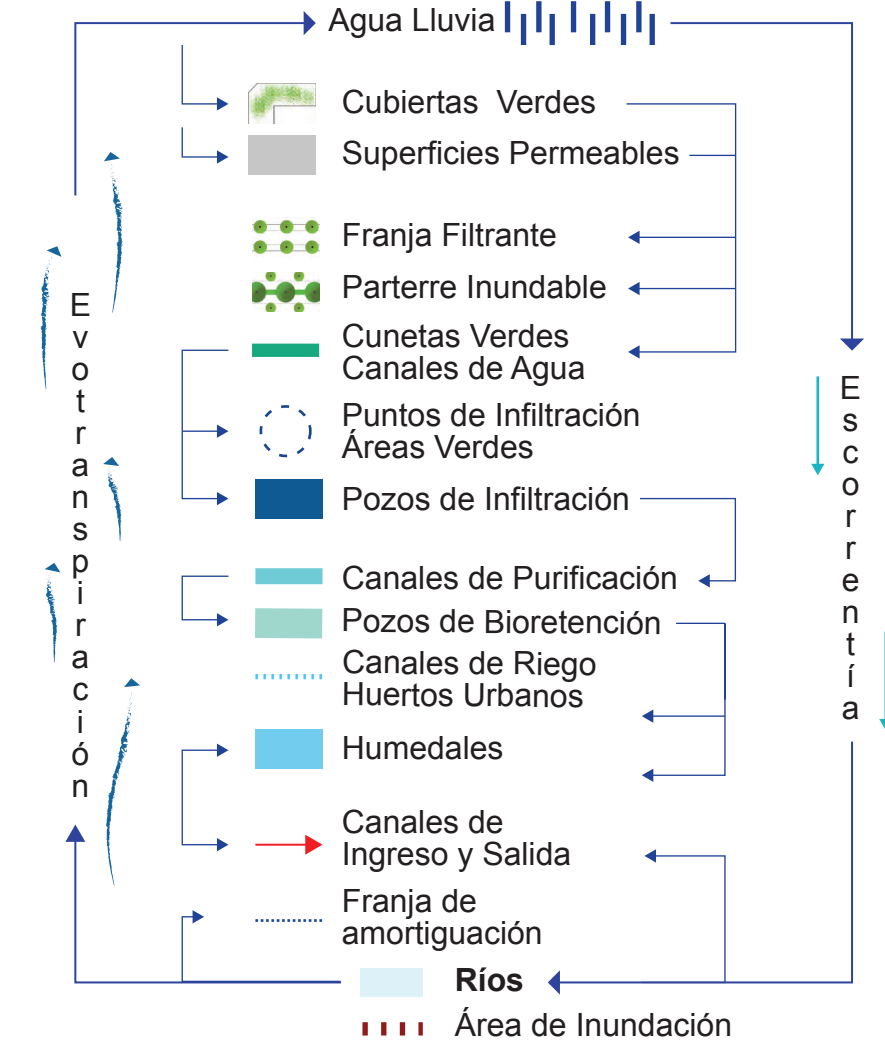 Agua Lluvia
Cubiertas Verdes
Superficies Permeables
Franja Filtrante
Parterre Inundable
Cunetas Verdes
Canales de Agua
Puntos de Infiltración
Áreas Verdes
Pozos de Infiltración
Canales de Purificación
Pozos de Bioretención
Canales de Riego
Huertos Urbanos
Humedales
Canales de
Ingreso y Salida
Franja de
amortiguación
Ríos
Área de Inundación
Evotranspiración
Escorrentía